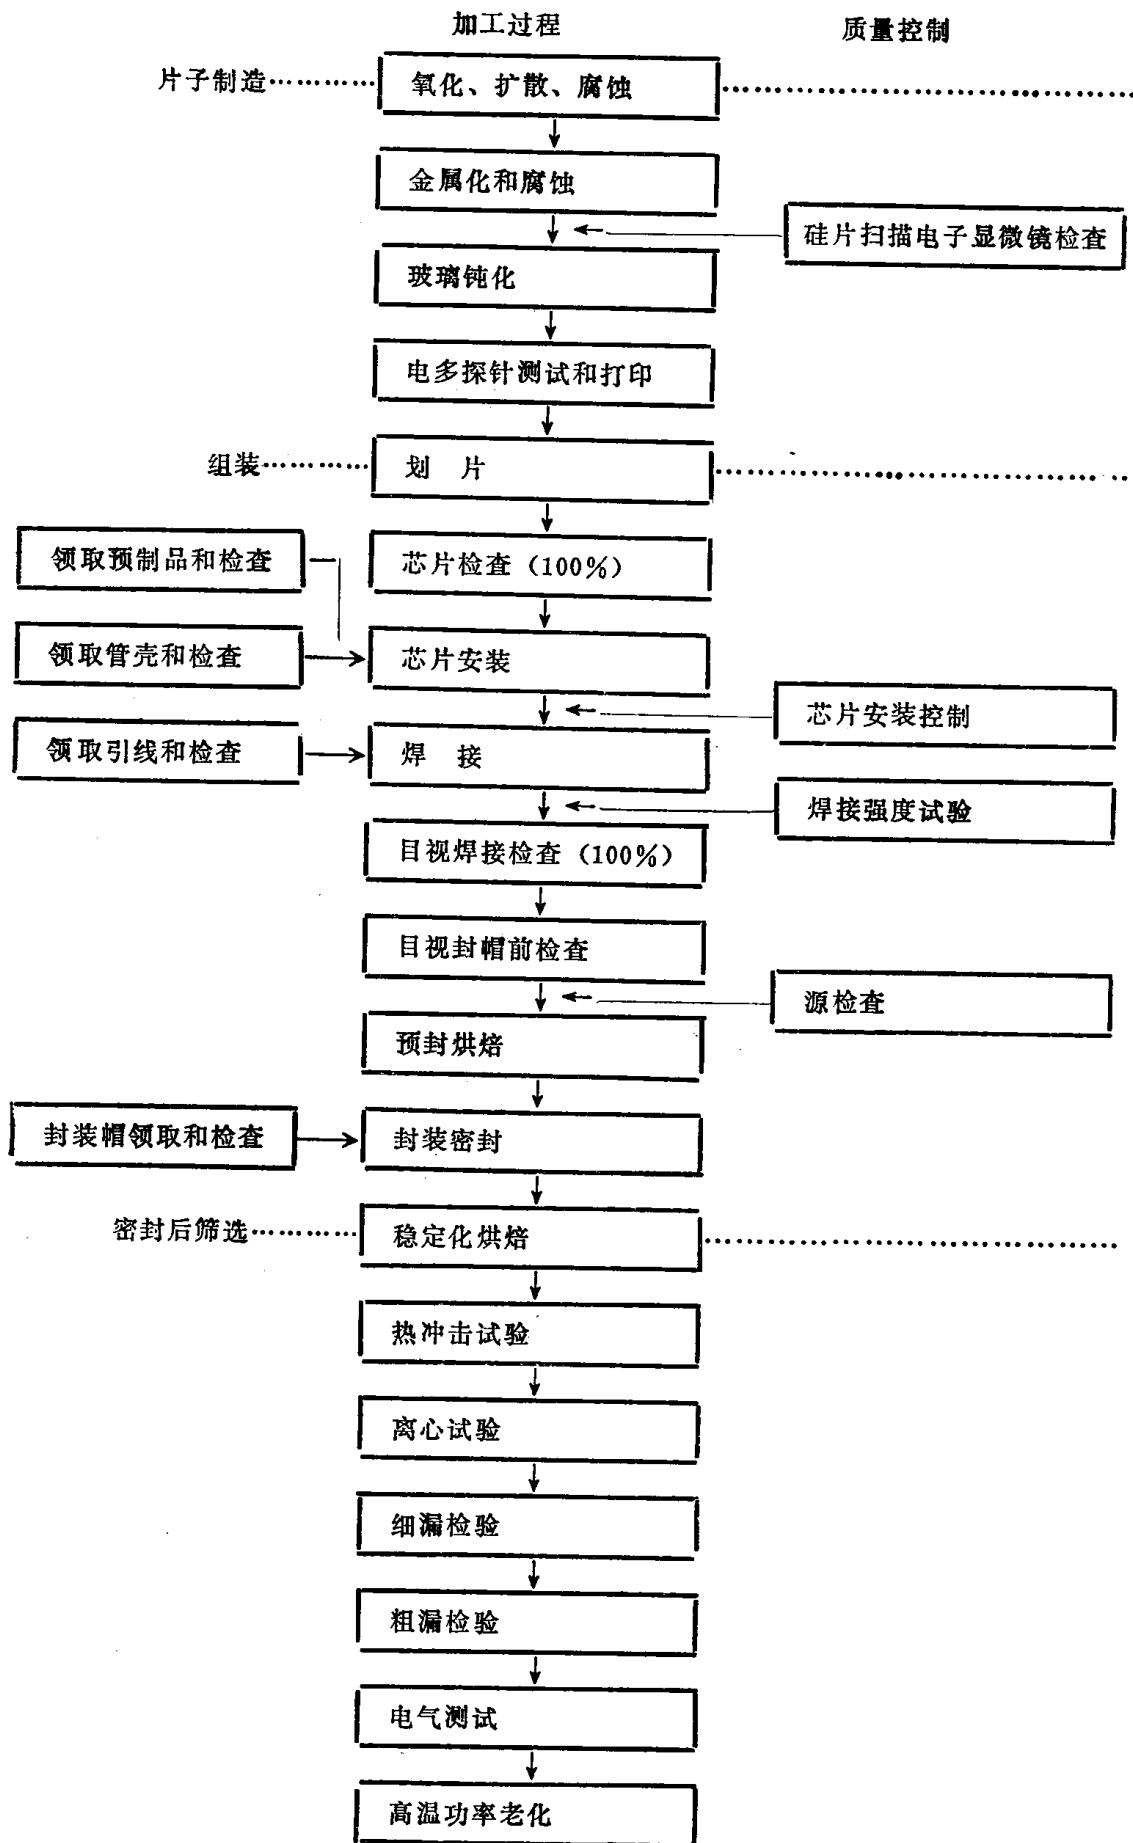 加工过程
质量控制
片子制造
氧化、扩散、腐蚀
金属化和腐蚀
硅片扫描电子显微镜检查
玻璃钝化
电多探针测试和打印
组装
划 片
领取预制品和检查
芯片检查（100%）
领取管壳和检查
芯片安装
芯片安装控制
领取引线和检查
焊 接
焊接强度试验
目视焊接检查（100%）
目视封帽前检查
源检查
预封烘焙
封装帽领取和检查
封装密封
密封后筛选
稳定化烘焙
热冲击试验
离心试验
细漏检验
粗漏检验
电气测试
高温功率老化